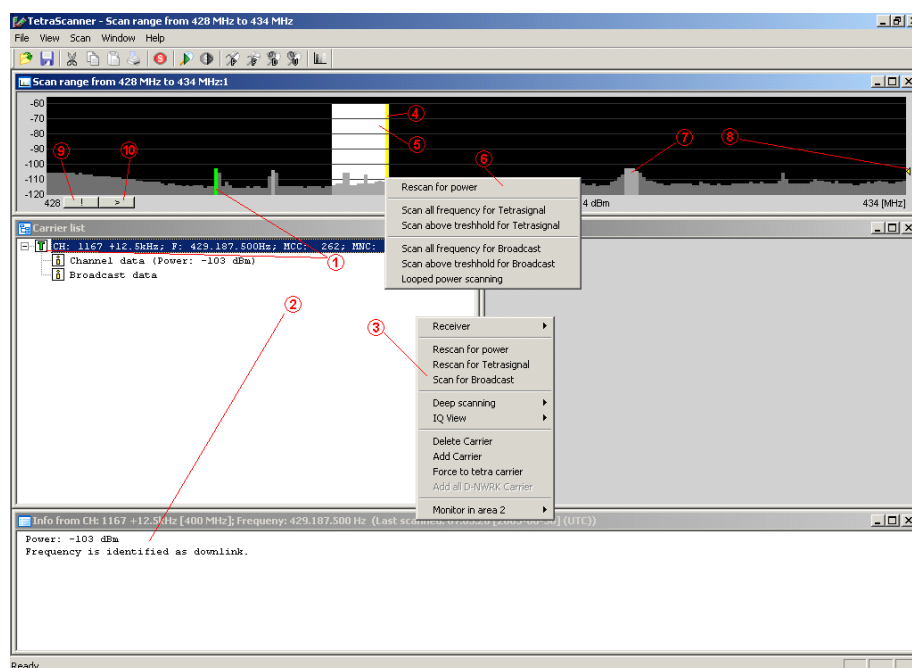 TetraScanner - Scan range from 428 MHz to 434 MHz
File View Scan Window Help
Scan range from 428 MHz to 434 MHz:1
-60
-70
-80
-90
-100
-110
-120
④
⑤
⑥
⑦
⑧
⑨
⑩
428 ! > 4 dBm 434 [MHz]
Rescan for power
Scan all frequency for Tetrasignal
Scan above treshhold for Tetrasignal
Scan all frequency for Broadcast
Scan above treshhold for Broadcast
Looped power scanning
Carrier list
CH: 1167 +12.5kHz; F: 429.187.500Hz; MCC: 262; MNC:
Channel data (Power: -103 dBm)
Broadcast data
①
②
③
Receiver
Rescan for power
Rescan for Tetrasignal
Scan for Broadcast
Deep scanning
IQ View
Delete Carrier
Add Carrier
Force to tetra carrier
Add all D-NWRK Carrier
Monitor in area 2
Info from CH: 1167 +12.5kHz [400 MHz]; Frequeny: 429.187.500 Hz (Last scanned: (UTC))
Power: -103 dBm
Frequency is identified as downlink.
Ready